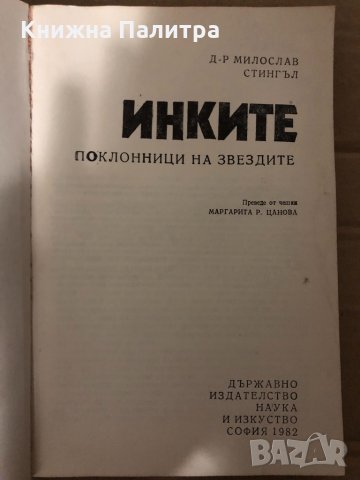 Книжна Палитра
Д-Р МИЛОСЛАВ
СТИНГЪЛ
ИНКИТЕ
ПОКЛОННИЦИ НА ЗВЕЗДИТЕ
Преведе от чешки
МАРГАРИТА Р. ЦАНОВА
ДЪРЖАВНО
ИЗДАТЕЛСТВО
НАУКА
И ИЗКУСТВО
СОФИЯ 1982
BAZAR